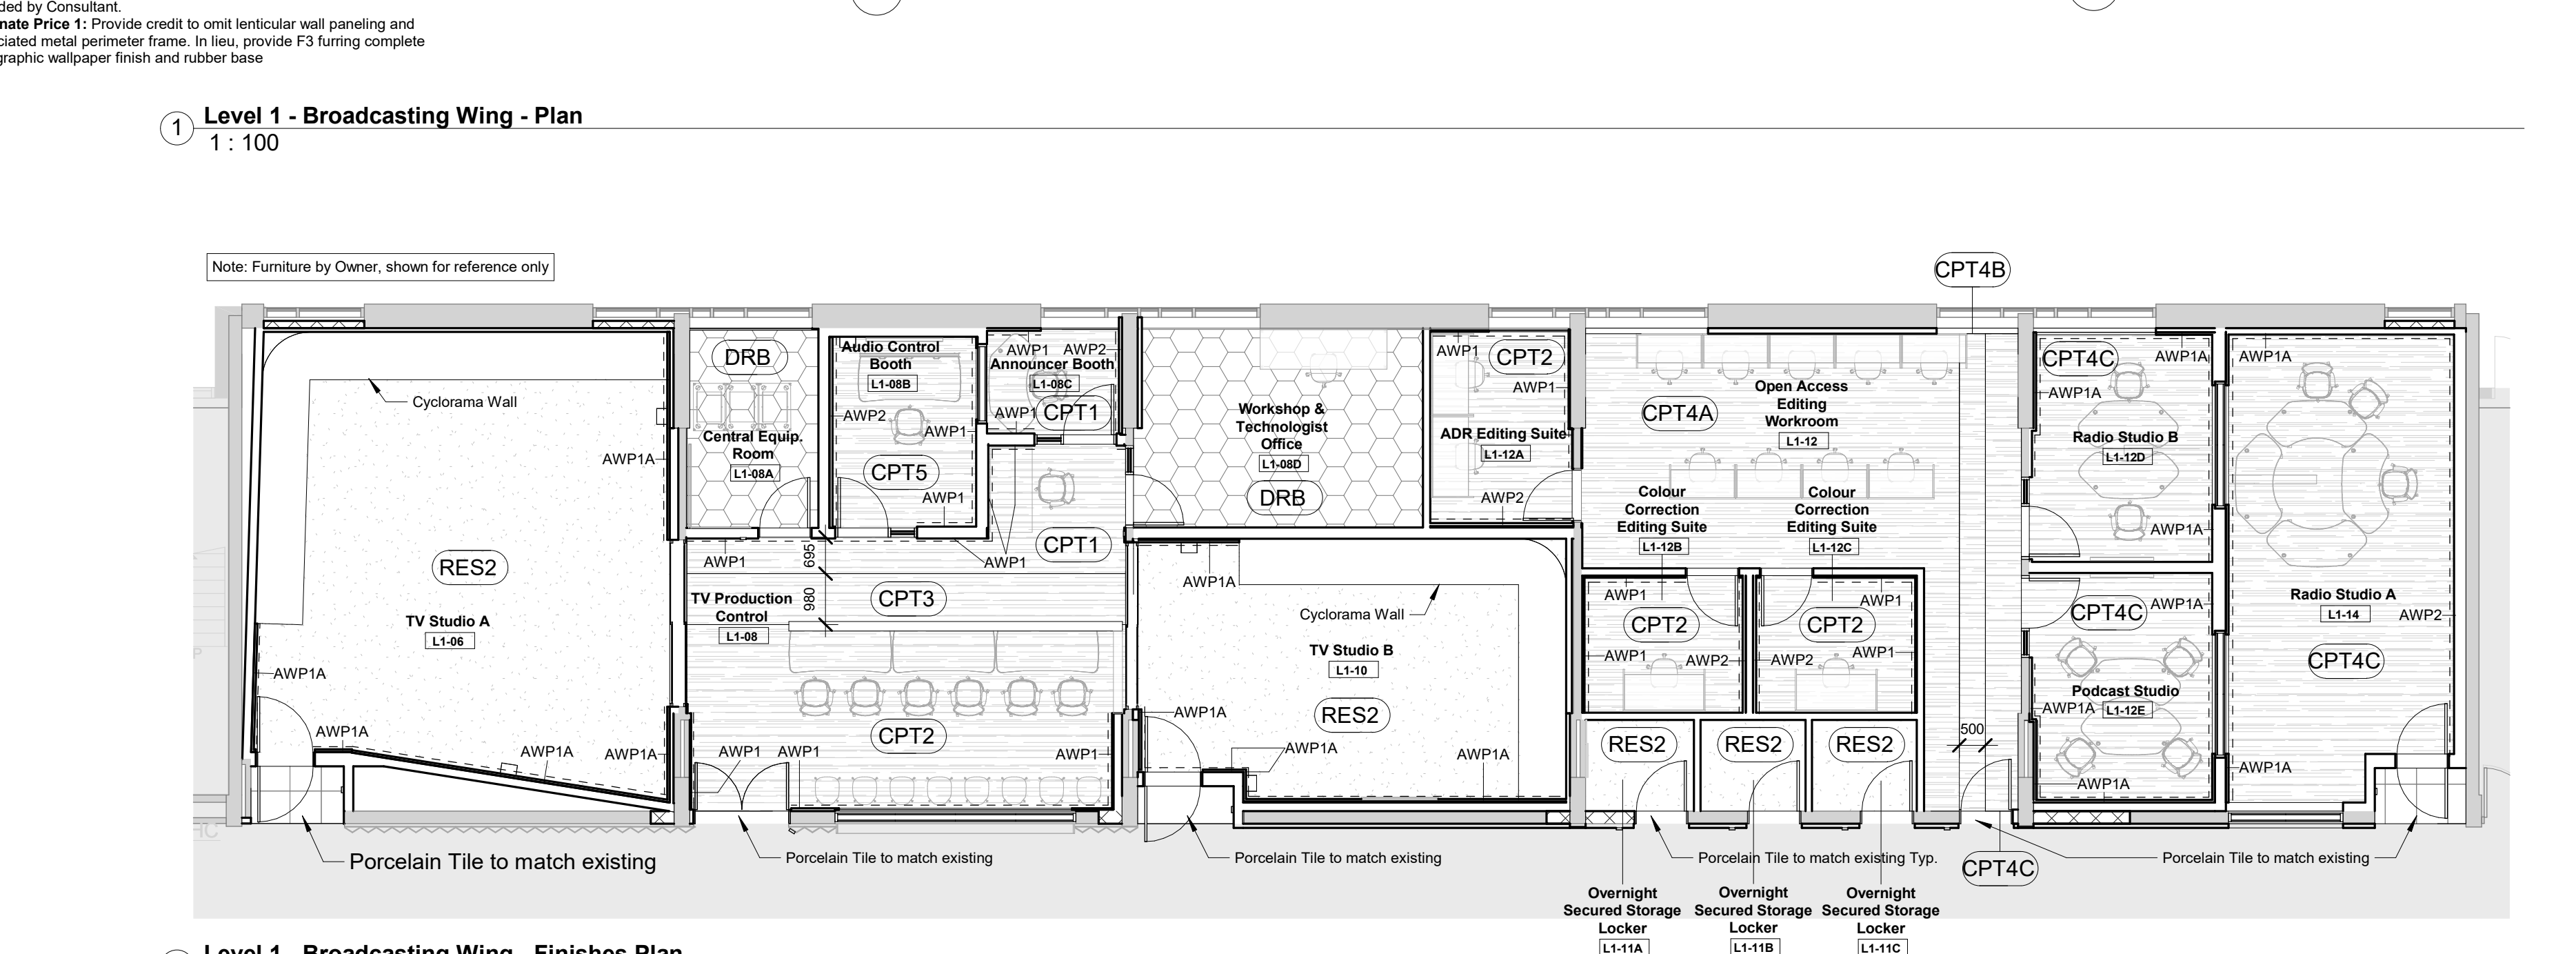 ded by Consultant.
nate Price 1: Provide credit to omit lenticular wall paneling and
ciated metal perimeter frame. In lieu, provide F3 furring complete
graphic wallpaper finish and rubber base
1
Level 1 - Broadcasting Wing - Plan
1 : 100
Note: Furniture by Owner, shown for reference only
CPT4B
Cyclorama Wall
AWP1A
RES2
TV Studio A
L1-06
AWP1A
AWP1A
AWP1A
AWP1A
DRB
Central Equip.
Room
L1-08A
Audio Control
Booth
L1-08B
AWP2
AWP1
CPT5
AWP1
AWP1
AWP2
Announcer Booth
L1-08C
AWP1
CPT1
CPT1
AWP1
AWP1
695
980
CPT3
TV Production
Control
L1-08
CPT2
AWP1
AWP1
AWP1
Workshop &
Technologist
Office
L1-08D
DRB
AWP1
CPT2
AWP1
ADR Editing Suite
L1-12A
AWP2
AWP1A
Cyclorama Wall
TV Studio B
L1-10
RES2
AWP1A
AWP1A
AWP1A
CPT4A
Open Access
Editing
Workroom
L1-12
Colour
Correction
Editing Suite
L1-12B
Colour
Correction
Editing Suite
L1-12C
AWP1
CPT2
AWP1
AWP2
AWP1
CPT2
AWP2
AWP1
RES2
RES2
RES2
500
CPT4C
AWP1A
AWP1A
Radio Studio B
L1-12D
AWP1A
CPT4C
AWP1A
Podcast Studio
L1-12E
AWP1A
AWP1A
AWP1A
Radio Studio A
L1-14
AWP2
CPT4C
AWP1A
HC
Porcelain Tile to match existing
Porcelain Tile to match existing
Porcelain Tile to match existing
Porcelain Tile to match existing Typ.
CPT4C
Porcelain Tile to match existing
Overnight
Secured Storage
Locker
L1-11A
Overnight
Secured Storage
Locker
L1-11B
Overnight
Secured Storage
Locker
L1-11C
Level 1 - Broadcasting Wing - Finishes Plan